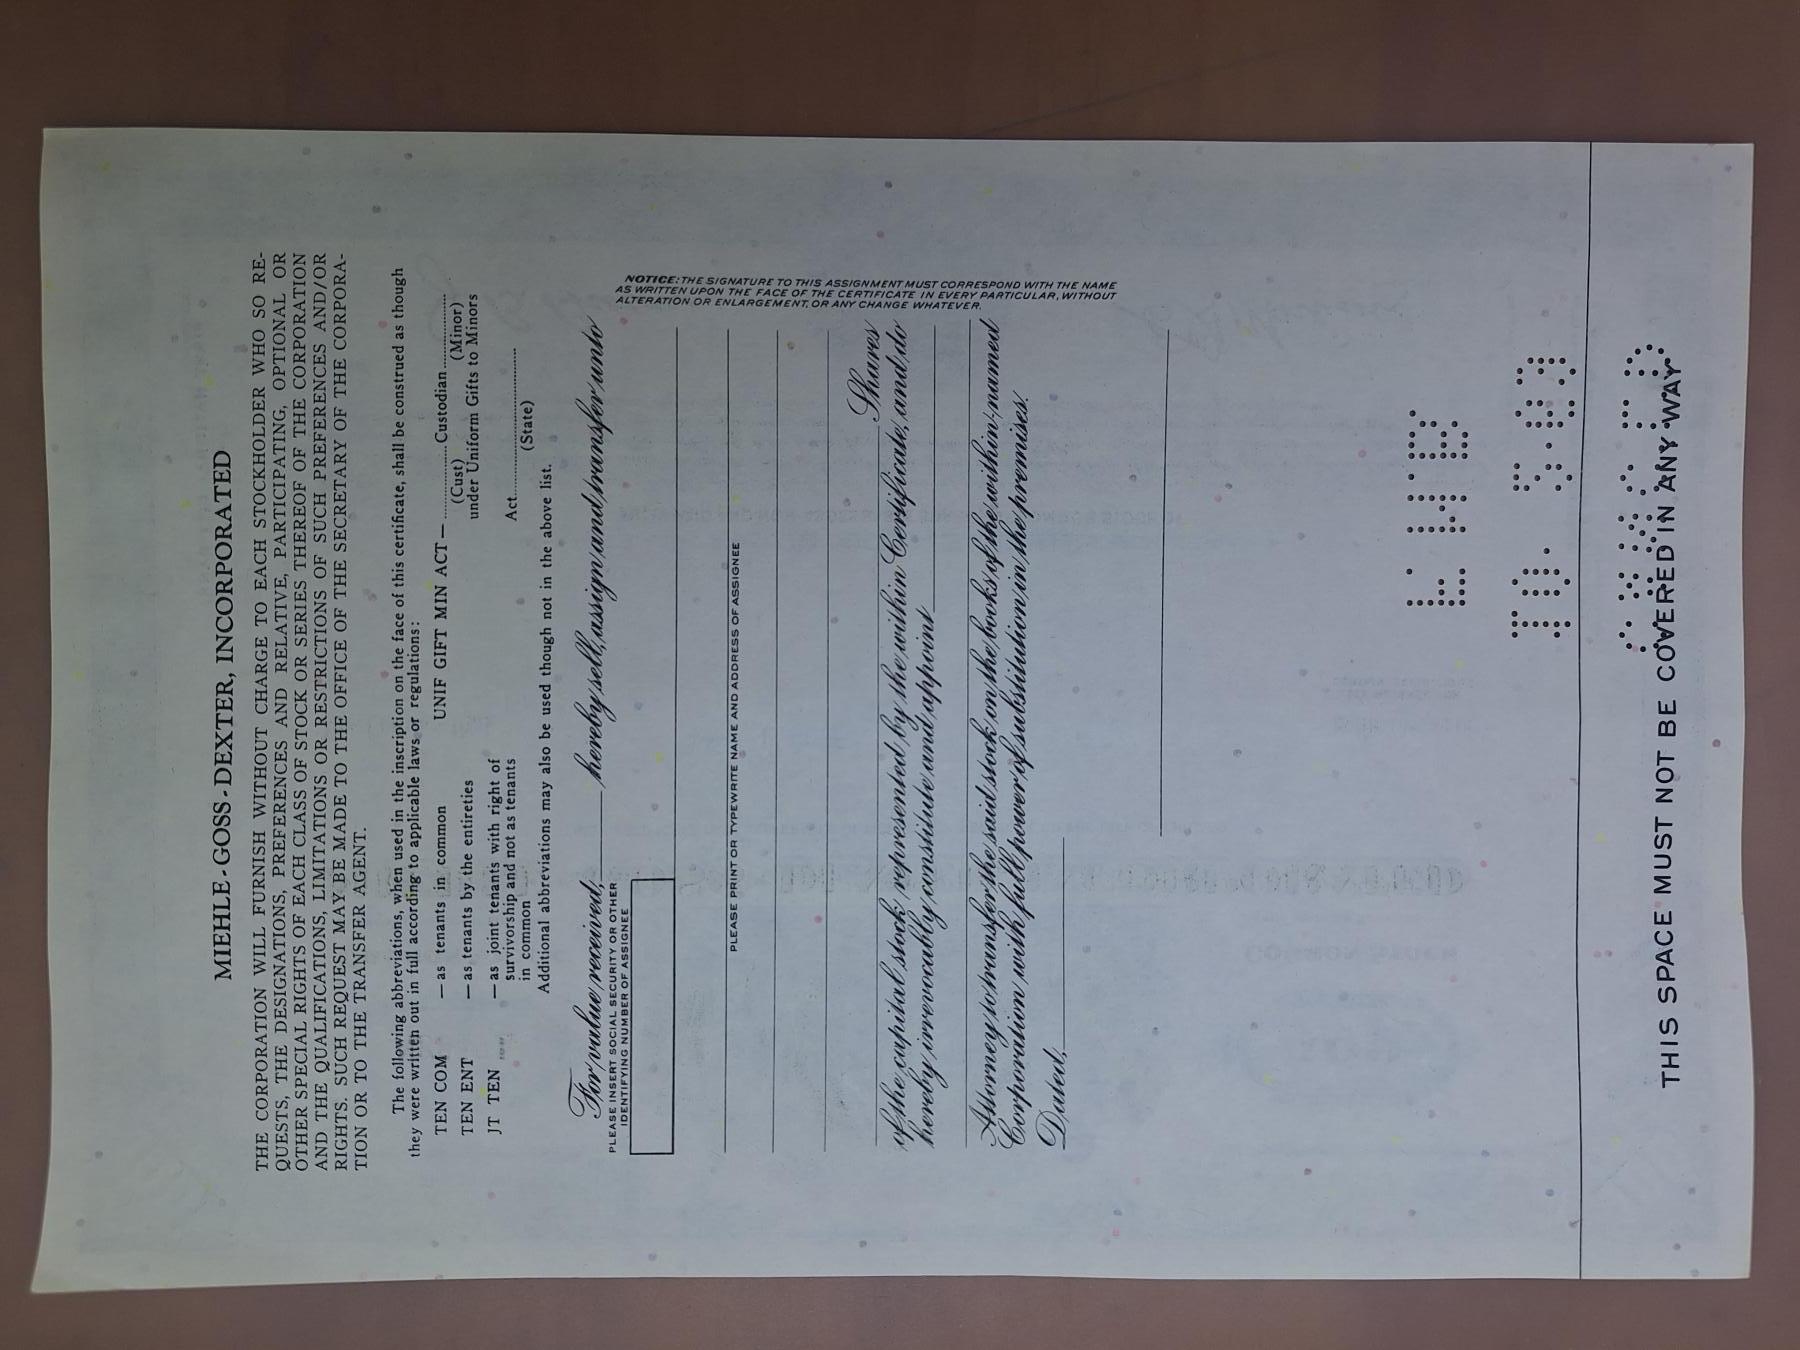 MIEHLE-GOSS-DEXTER, INCORPORATED
THE CORPORATION WILL FURNISH WITHOUT CHARGE TO EACH STOCKHOLDER WHO SO RE-
QUESTS, THE DESIGNATIONS, PREFERENCES AND RELATIVE, PARTICIPATING, OPTIONAL OR
OTHER SPECIAL RIGHTS OF EACH CLASS OF STOCK OR SERIES THEREOF OF THE CORPORATION
AND THE QUALIFICATIONS, LIMITATIONS OR RESTRICTIONS OF SUCH PREFERENCES AND/OR
RIGHTS. SUCH REQUEST MAY BE MADE TO THE OFFICE OF THE SECRETARY OF THE CORPORA-
TION OR TO THE TRANSFER AGENT.
The following abbreviations, when used in the inscription on the face of this certificate, shall be construed as though
they were written out in full according to applicable laws or regulations:
TEN COM — as tenants in common UNIF GIFT MIN ACT— .............. Custodian ..............
(Cust) (Minor)
TEN ENT — as tenants by the entireties under Uniform Gifts to Minors
JT TEN — as joint tenants with right of
survivorship and not as tenants Act..............................
in common (State)
Additional abbreviations may also be used though not in the above list.
For value received, hereby sell, assign and transfer unto
PLEASE INSERT SOCIAL SECURITY OR OTHER
IDENTIFYING NUMBER OF ASSIGNEE
PLEASE PRINT OR TYPEWRITE NAME AND ADDRESS OF ASSIGNEE
Shares
of the capital stock represented by the within Certificate, and do
hereby irrevocably constitute and appoint
Attorney to transfer the said stock on the books of the within-named
Corporation with full power of substitution in the premises.
Dated,
NOTICE: THE SIGNATURE TO THIS ASSIGNMENT MUST CORRESPOND WITH THE NAME
AS WRITTEN UPON THE FACE OF THE CERTIFICATE IN EVERY PARTICULAR, WITHOUT
ALTERATION OR ENLARGEMENT, OR ANY CHANGE WHATEVER.
THIS SPACE MUST NOT BE COVERED IN ANY WAY